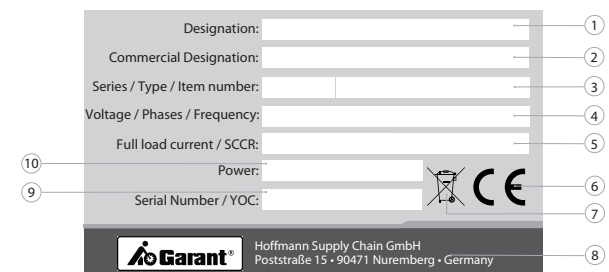 Designation: 1
Commercial Designation: 2
Series / Type / Item number: 3
Voltage / Phases / Frequency: 4
Full load current / SCCR: 5
10 Power:
9 Serial Number / YOC:
CE 6
7
Garant® Hoffmann Supply Chain GmbH 8
Poststraße 15 • 90471 Nuremberg • Germany